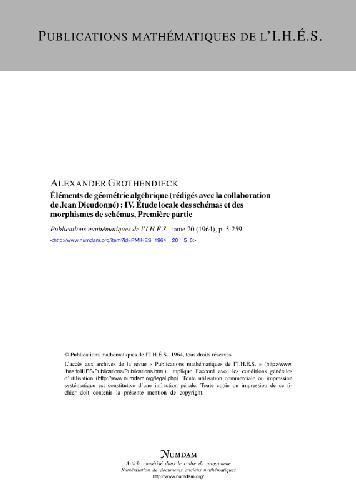 PUBLICATIONS MATHÉMATIQUES DE L'I.H.É.S.
ALEXANDER GROTHENDIECK
Éléments de géométrie algébrique (rédigés avec la collaboration
de Jean Dieudonné) : IV. Étude locale des schémas et des
morphismes de schémas, Première partie
Publications mathématiques de l'I.H.É.S., tome 20 (1964), p. 5-259.
<http://www.numdam.org/item?id=PMIHES_1964__20__5_0>
© Publications mathématiques de l'I.H.É.S., 1964, tous droits réservés.
L'accès aux archives de la revue « Publications mathématiques de l'I.H.É.S. » (http://www.
ihes.fr/IHES/Publications/Publications.html), implique l'accord avec les conditions générales
d'utilisation (http://www.numdam.org/legal.php). Toute utilisation commerciale ou impression
systématique est constitutive d'une infraction pénale. Toute copie ou impression de ce fi-
chier doit contenir la présente mention de copyright.
NUMDAM
Article numérisé dans le cadre du programme
Numérisation de documents anciens mathématiques
http://www.numdam.org/